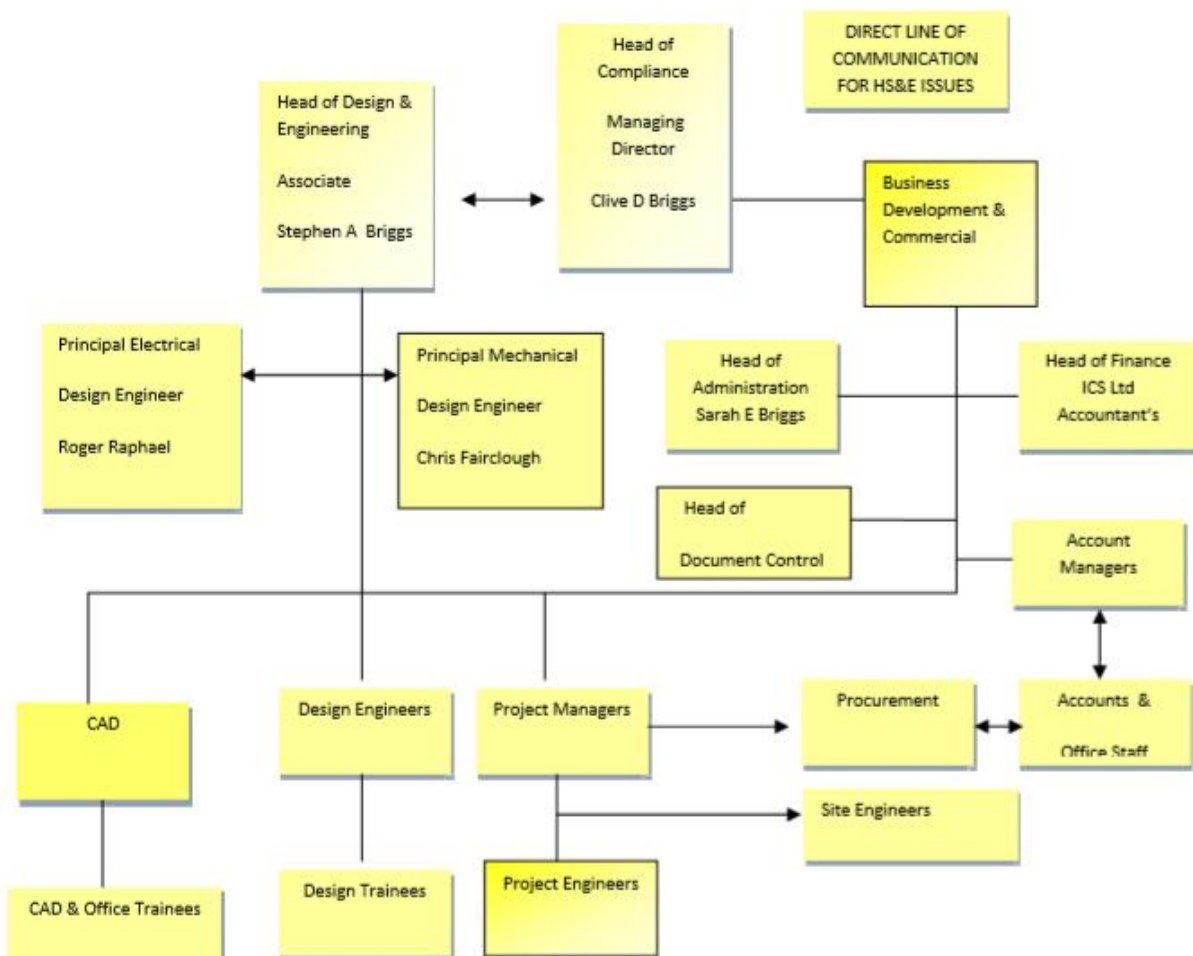 DIRECT LINE OF
COMMUNICATION
FOR HS&E ISSUES
Head of
Compliance
Managing
Director
Clive D Briggs
Head of Design &
Engineering
Associate
Stephen A Briggs
Business
Development &
Commercial
Principal Electrical
Design Engineer
Roger Raphael
Principal Mechanical
Design Engineer
Chris Fairclough
Head of
Administration
Sarah E Briggs
Head of Finance
ICS Ltd
Accountant's
Head of
Document Control
Account
Managers
CAD
Design Engineers
Project Managers
Procurement
Accounts &
Office Staff
Site Engineers
CAD & Office Trainees
Design Trainees
Project Engineers